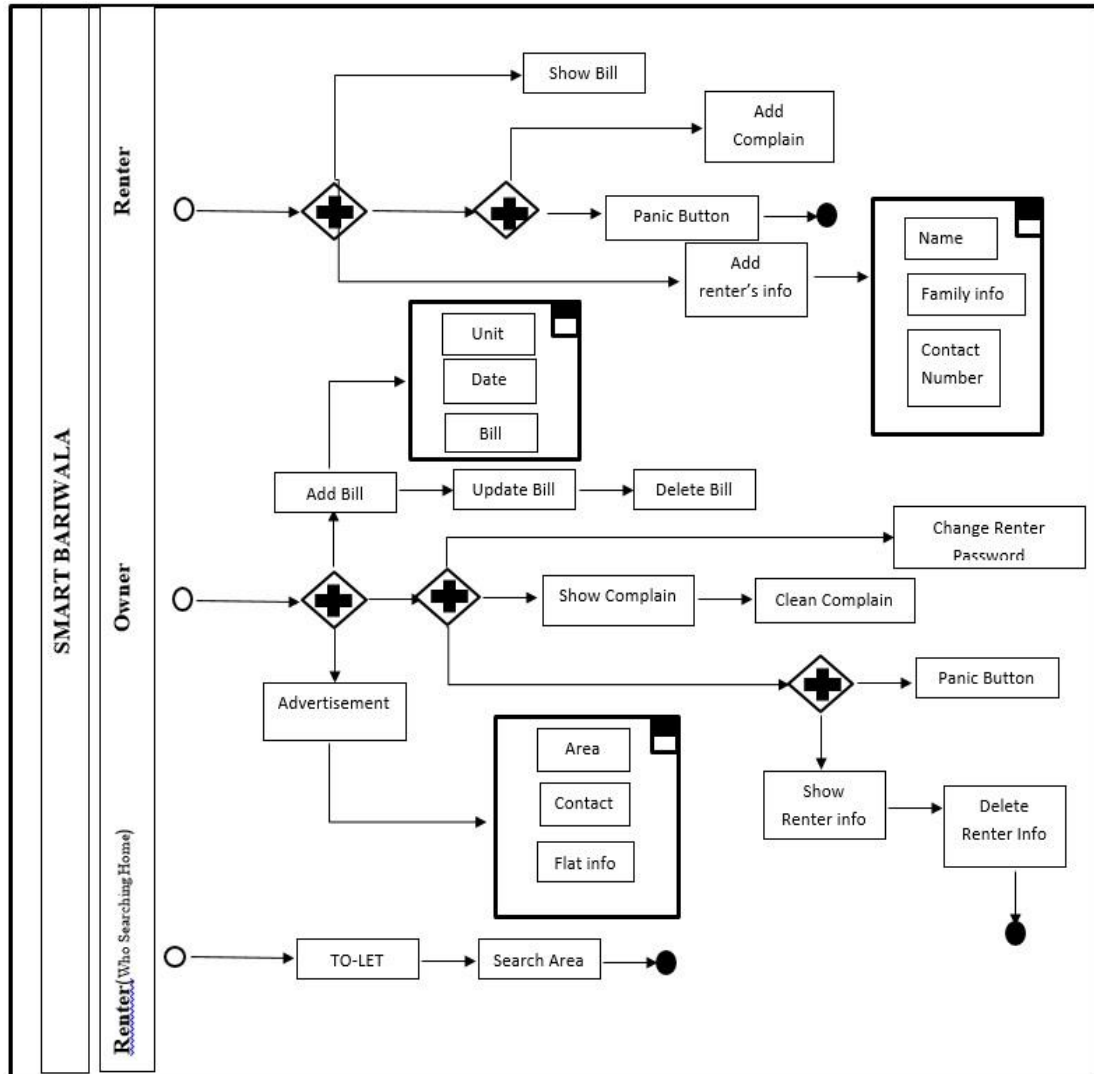 SMART BARIWALA
Renter
Show Bill
Add
Complain
Panic Button
Add
renter's info
Name
Family info
Contact
Number
Owner
Unit
Date
Bill
Add Bill
Update Bill
Delete Bill
Change Renter
Password
Show Complain
Clean Complain
Panic Button
Advertisement
Area
Contact
Flat info
Show
Renter info
Delete
Renter Info
Renter(Who Searching Home)
TO-LET
Search Area